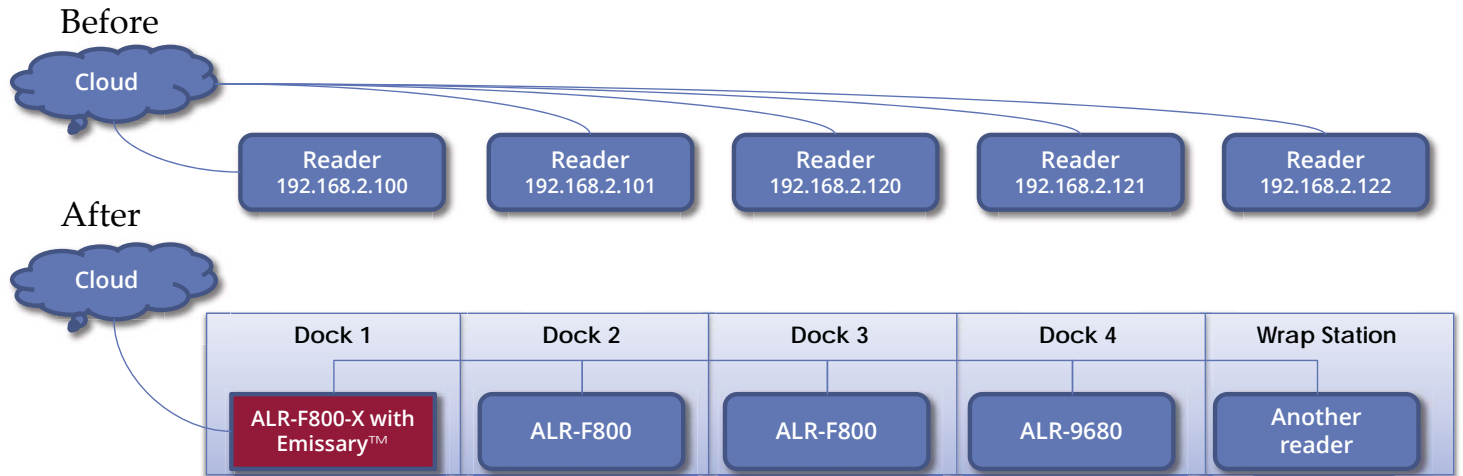 Before
Cloud
Reader
192.168.2.100
Reader
192.168.2.101
Reader
192.168.2.120
Reader
192.168.2.121
Reader
192.168.2.122
After
Cloud
Dock 1
Dock 2
Dock 3
Dock 4
Wrap Station
ALR-F800-X with
Emissary™
ALR-F800
ALR-F800
ALR-9680
Another
reader